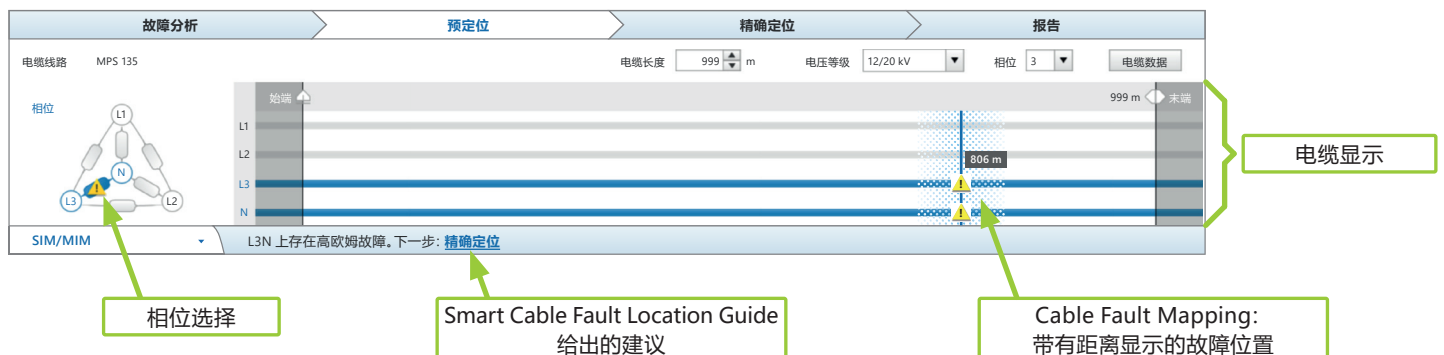 故障分析 预定位 精确定位 报告
电缆线路 MPS 135 电缆长度 999 m 电压等级 12/20 kV 相位 3 电缆数据
相位
L1
N
L3
L2
始端 999 m 末端
L1
L2
806 m
L3
N
SIM/MIM L3N 上存在高欧姆故障。下一步: 精确定位
电缆显示
相位选择
Smart Cable Fault Location Guide
给出的建议
Cable Fault Mapping:
带有距离显示的故障位置